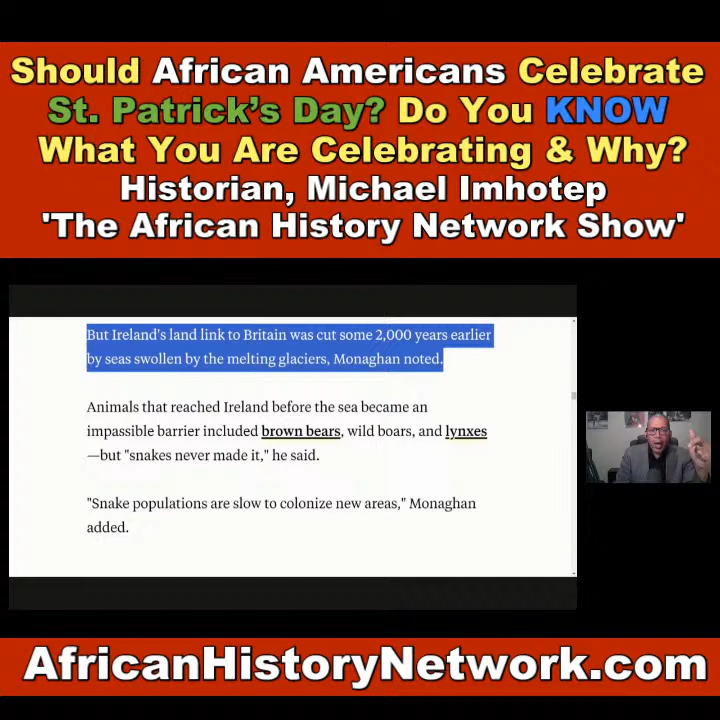 Should African Americans Celebrate
St. Patrick's Day? Do You KNOW
What You Are Celebrating & Why?
Historian, Michael Imhotep
'The African History Network Show'
But Ireland's land link to Britain was cut some 2,000 years earlier
by seas swollen by the melting glaciers, Monaghan noted.
Animals that reached Ireland before the sea became an
impassible barrier included brown bears, wild boars, and lynxes
—but "snakes never made it," he said.
"Snake populations are slow to colonize new areas," Monaghan
added.
AfricanHistoryNetwork.com